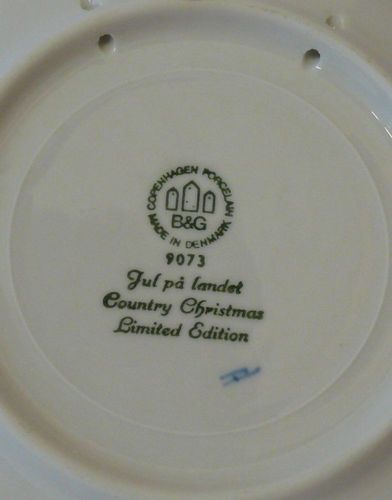 COPENHAGEN PORCELAIN
B&G
MADE IN DENMARK
9073
Jul på landet
Country Christmas
Limited Edition